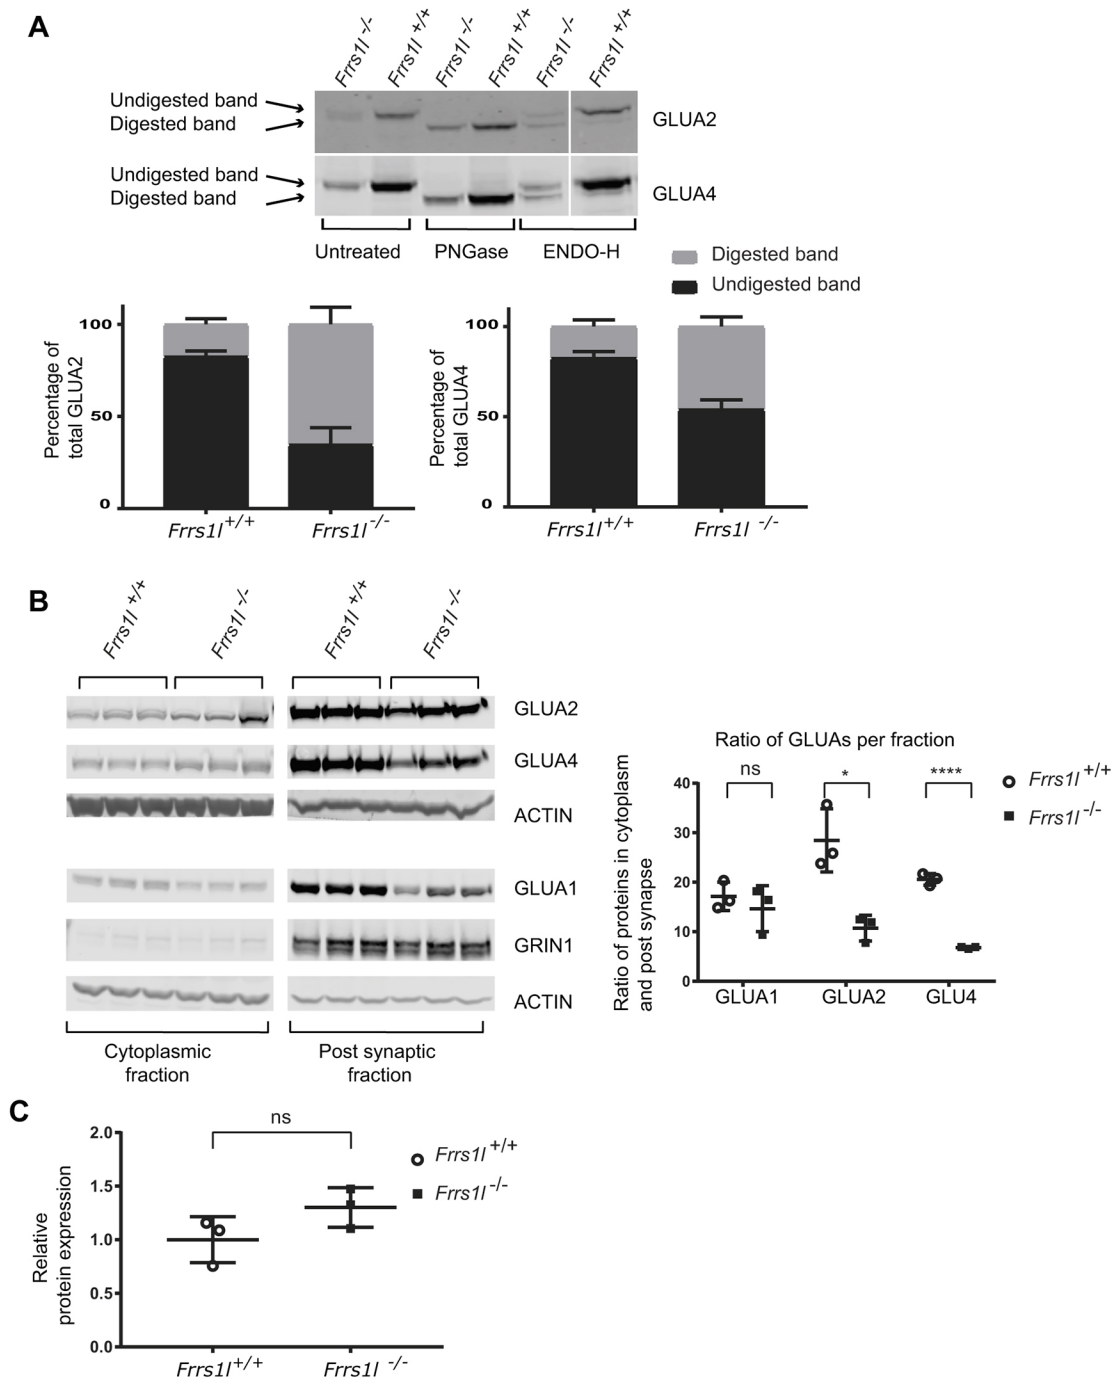 A
Frrs1l -/-
Frrs1l +/+
Frrs1l -/-
Frrs1l +/+
Frrs1l -/-
Frrs1l +/+
Undigested band
Digested band
GLUA2
Undigested band
Digested band
GLUA4
Untreated
PNGase
ENDO-H
Digested band
Undigested band
Percentage of
total GLUA2
100
50
0
Frrs1l +/+
Frrs1l -/-
Percentage of
total GLUA4
100
50
0
Frrs1l +/+
Frrs1l -/-
B
Frrs1l +/+
Frrs1l -/-
Frrs1l +/+
Frrs1l -/-
GLUA2
GLUA4
ACTIN
GLUA1
GRIN1
ACTIN
Cytoplasmic
fraction
Post synaptic
fraction
Ratio of GLUAs per fraction
Ratio of proteins in cytoplasm
and post synapse
40
30
20
10
0
ns
*
****
GLUA1
GLUA2
GLU4
Frrs1l +/+
Frrs1l -/-
C
Relative
protein expression
2.0
1.5
1.0
0.5
0.0
ns
Frrs1l +/+
Frrs1l -/-
Frrs1l +/+
Frrs1l -/-